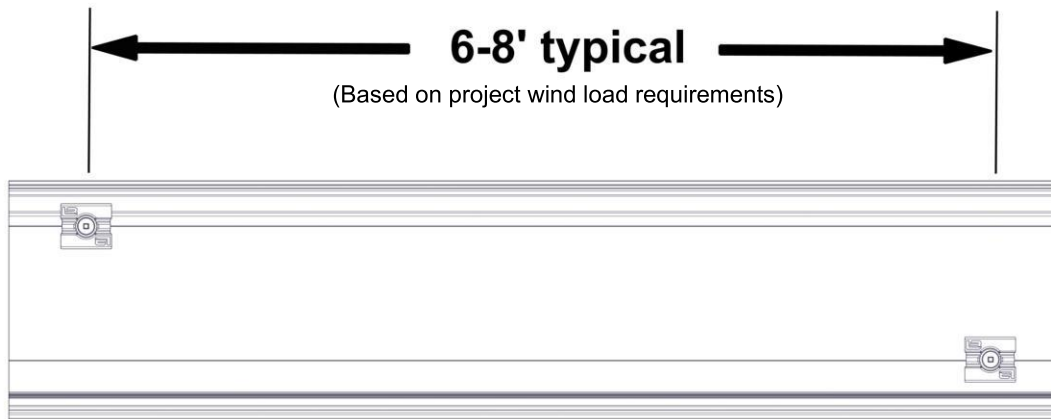 6-8' typical
(Based on project wind load requirements)